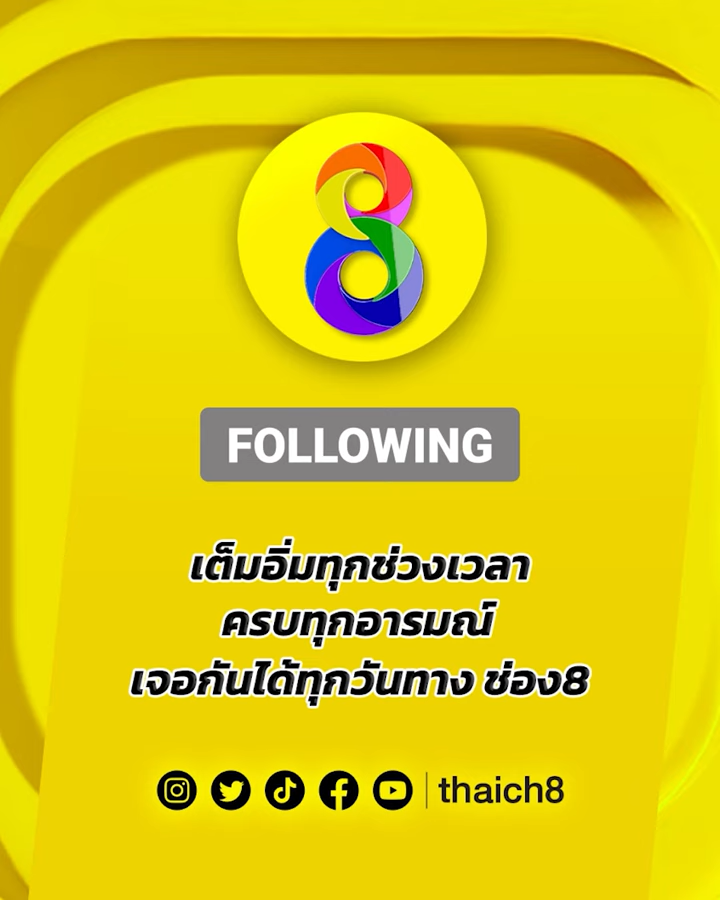 8
FOLLOWING
เต็มอิ่มทุกช่วงเวลา
ครบทุกอารมณ์
เจอกันได้ทุกวันทาง ช่อง8
thaich8